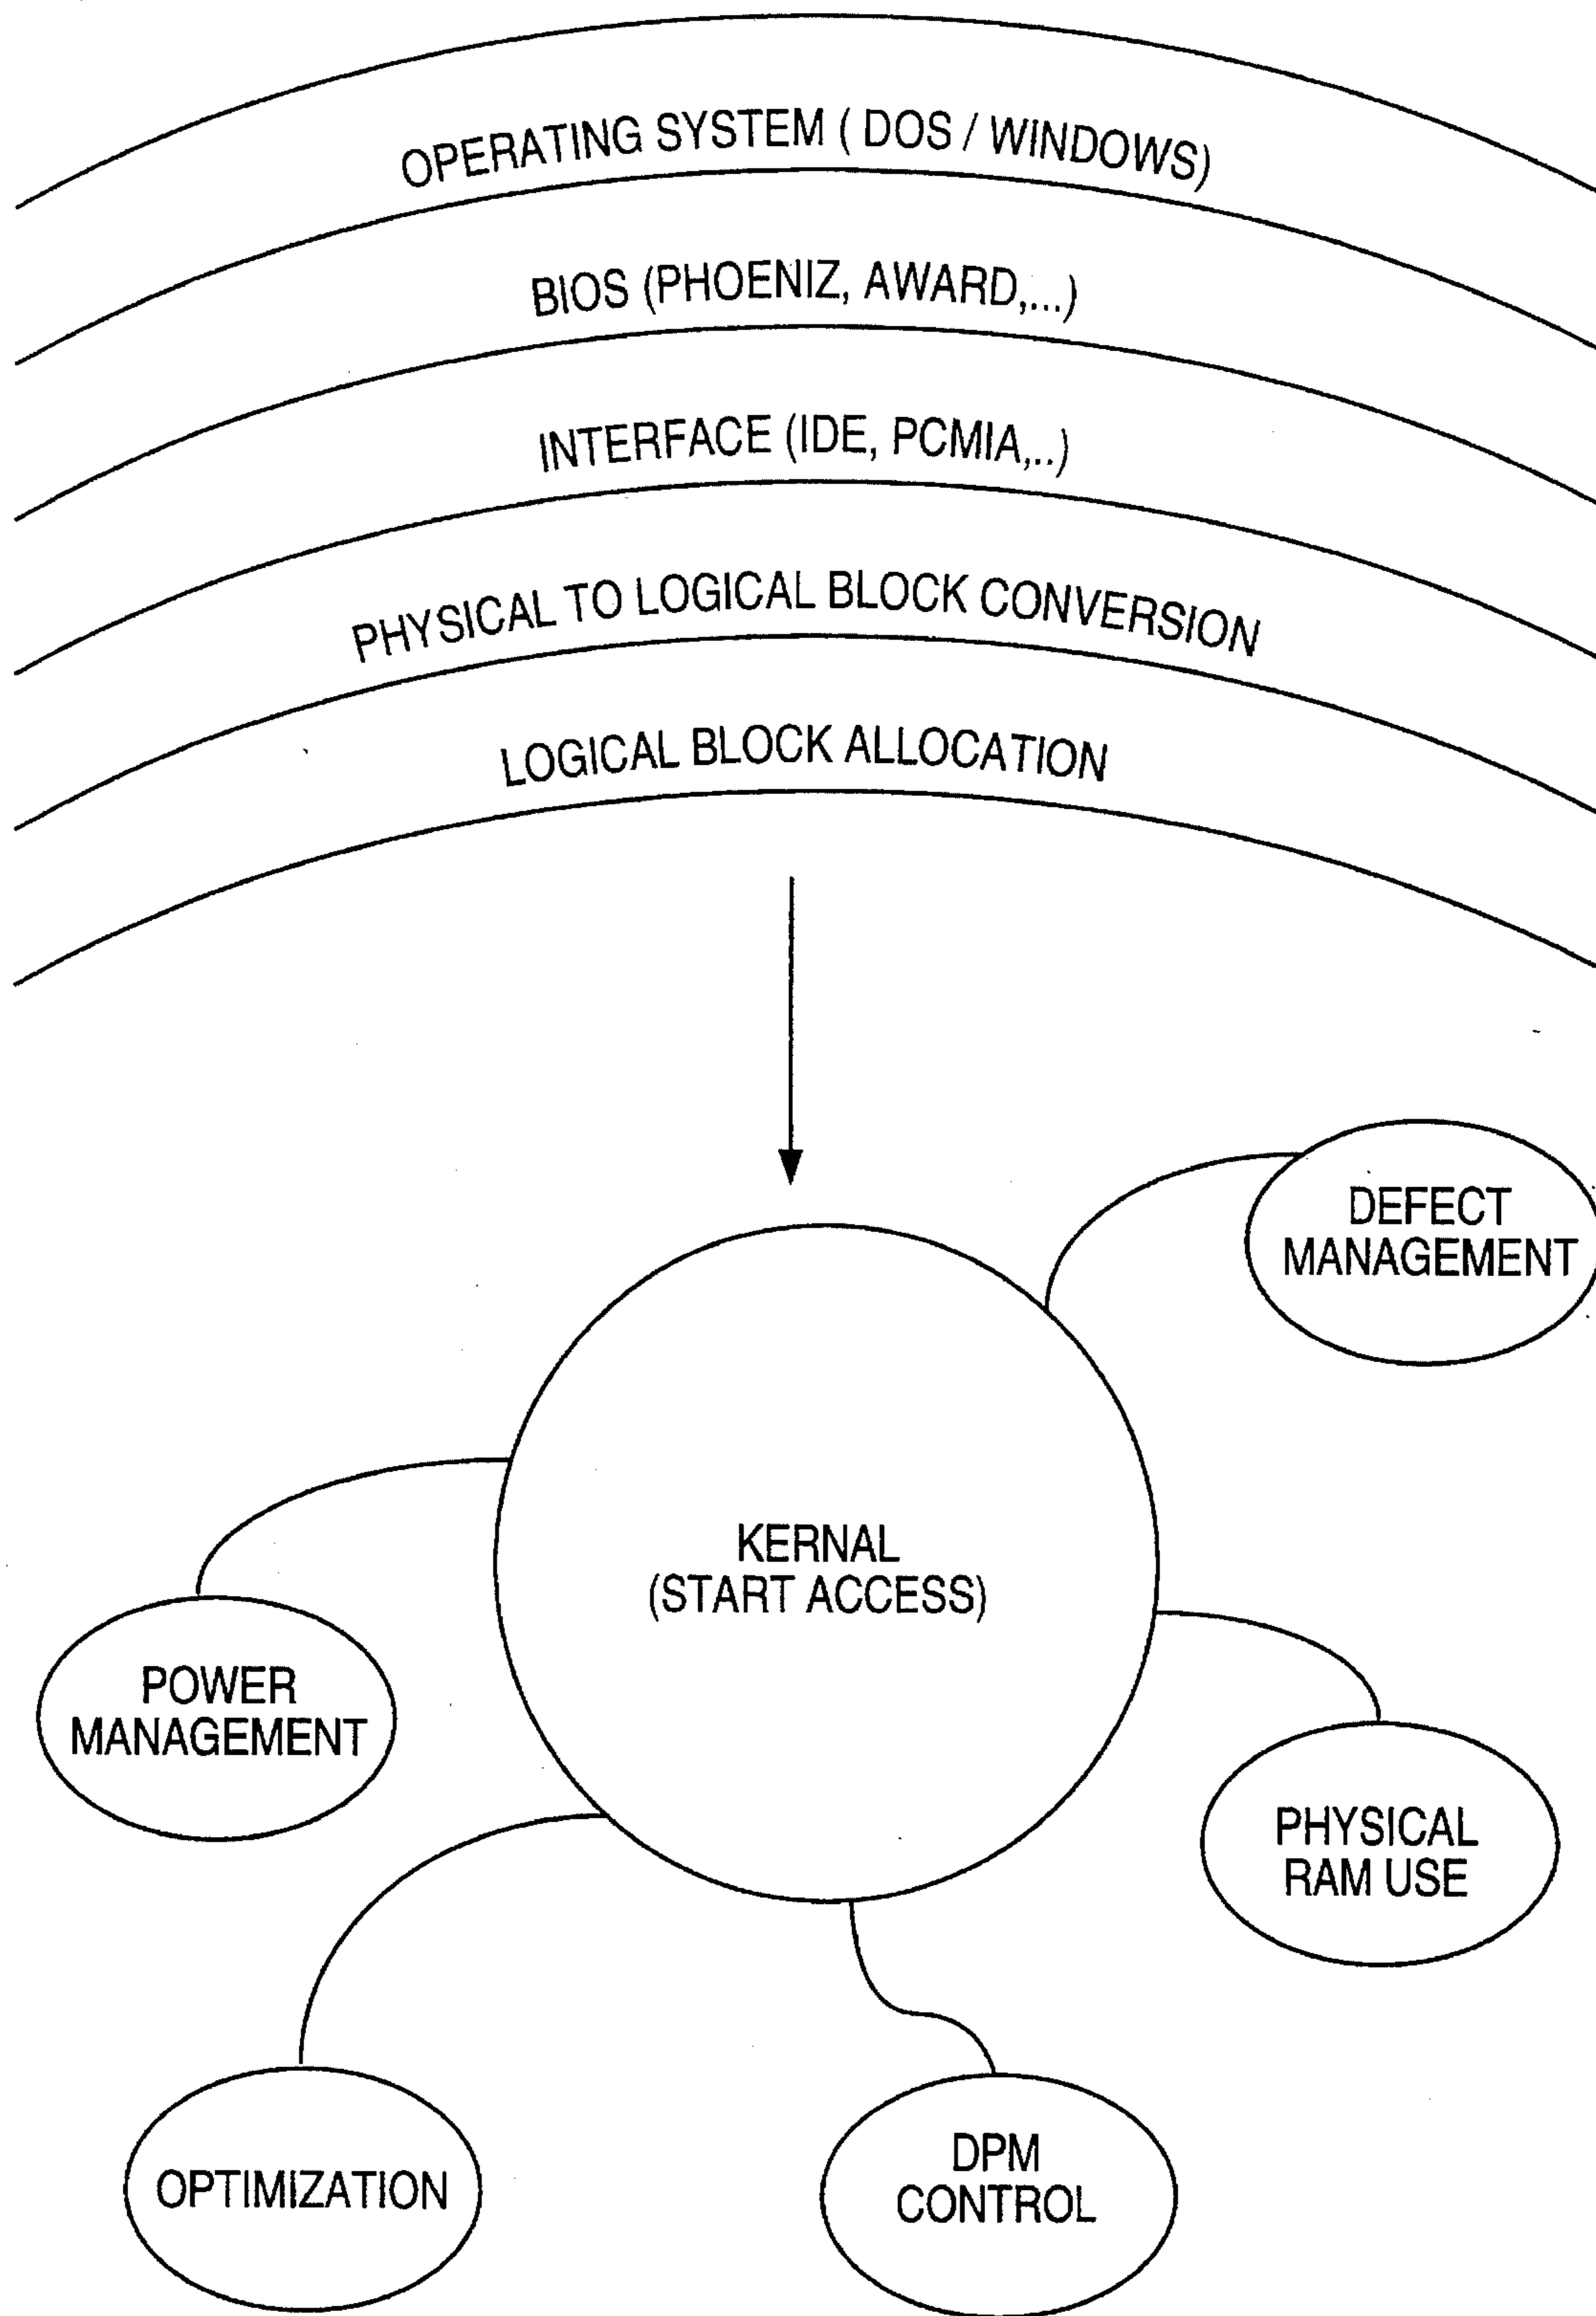 OPERATING SYSTEM ( DOS / WINDOWS)
BIOS (PHOENIZ, AWARD,...)
INTERFACE (IDE, PCMIA,..)
PHYSICAL TO LOGICAL BLOCK CONVERSION
LOGICAL BLOCK ALLOCATION
DEFECT
MANAGEMENT
KERNAL
(START ACCESS)
POWER
MANAGEMENT
PHYSICAL
RAM USE
OPTIMIZATION
DPM
CONTROL